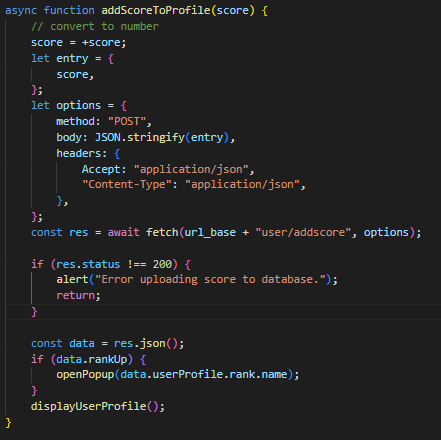 async function addScoreToProfile(score) {
    // convert to number
    score = +score;
    let entry = {
        score,
    };
    let options = {
        method: "POST",
        body: JSON.stringify(entry),
        headers: {
            Accept: "application/json",
            "Content-Type": "application/json",
        },
    };
    const res = await fetch(url_base + "user/addscore", options);

    if (res.status !== 200) {
        alert("Error uploading score to database.");
        return;
    }

    const data = res.json();
    if (data.rankUp) {
        openPopup(data.userProfile.rank.name);
    }
    displayUserProfile();
}